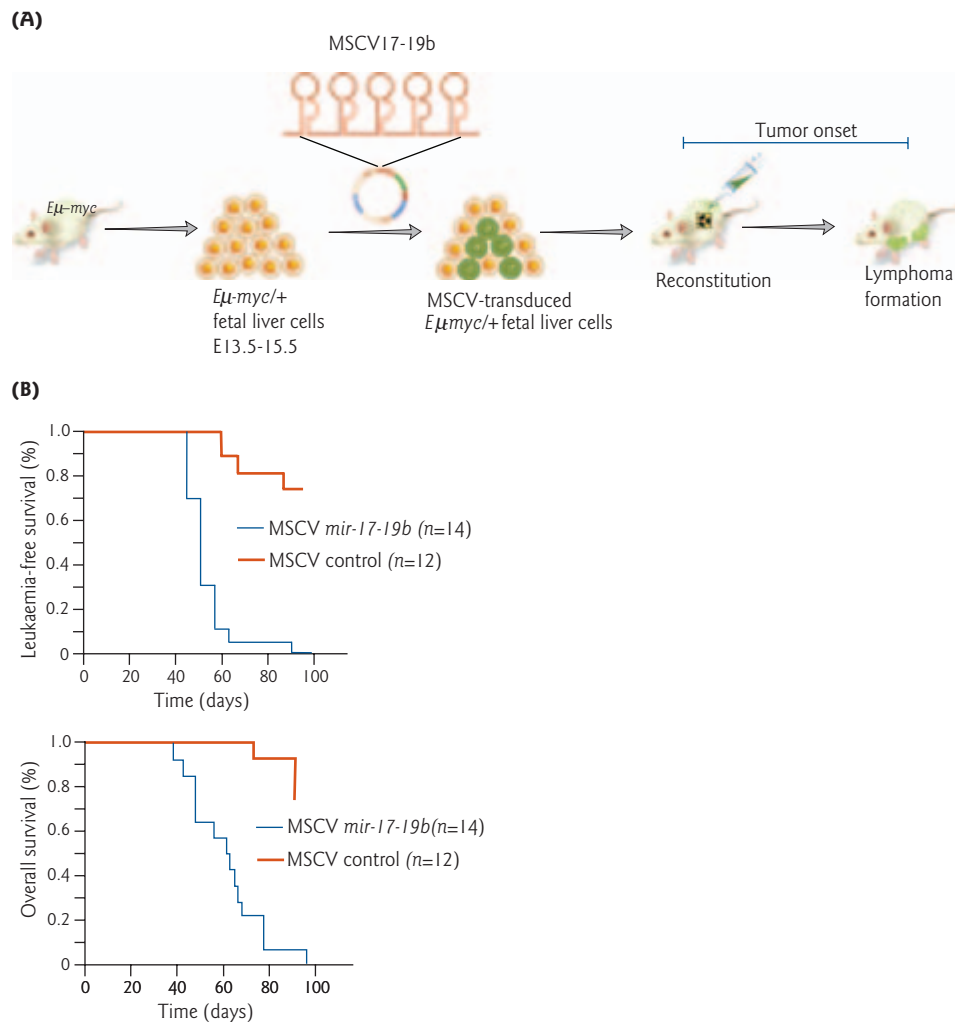 (A)
MSCV17-19b
Tumor onset
Eμ-myc
Reconstitution
Lymphoma
formation
Eμ-myc/+
fetal liver cells
E13.5-15.5
MSCV-transduced
Eμmyc/+ fetal liver cells
(B)
Leukaemia-free survival (%)
1.0
0.8
0.6
0.4
0.2
0
MSCV mir-17-19b (n=14)
MSCV control (n=12)
0 20 40 60 80 100
Time (days)
Overall survival (%)
1.0
0.8
0.6
0.4
0.2
0
MSCV mir-17-19b(n=14)
MSCV control (n=12)
0 20 40 60 80 100
Time (days)